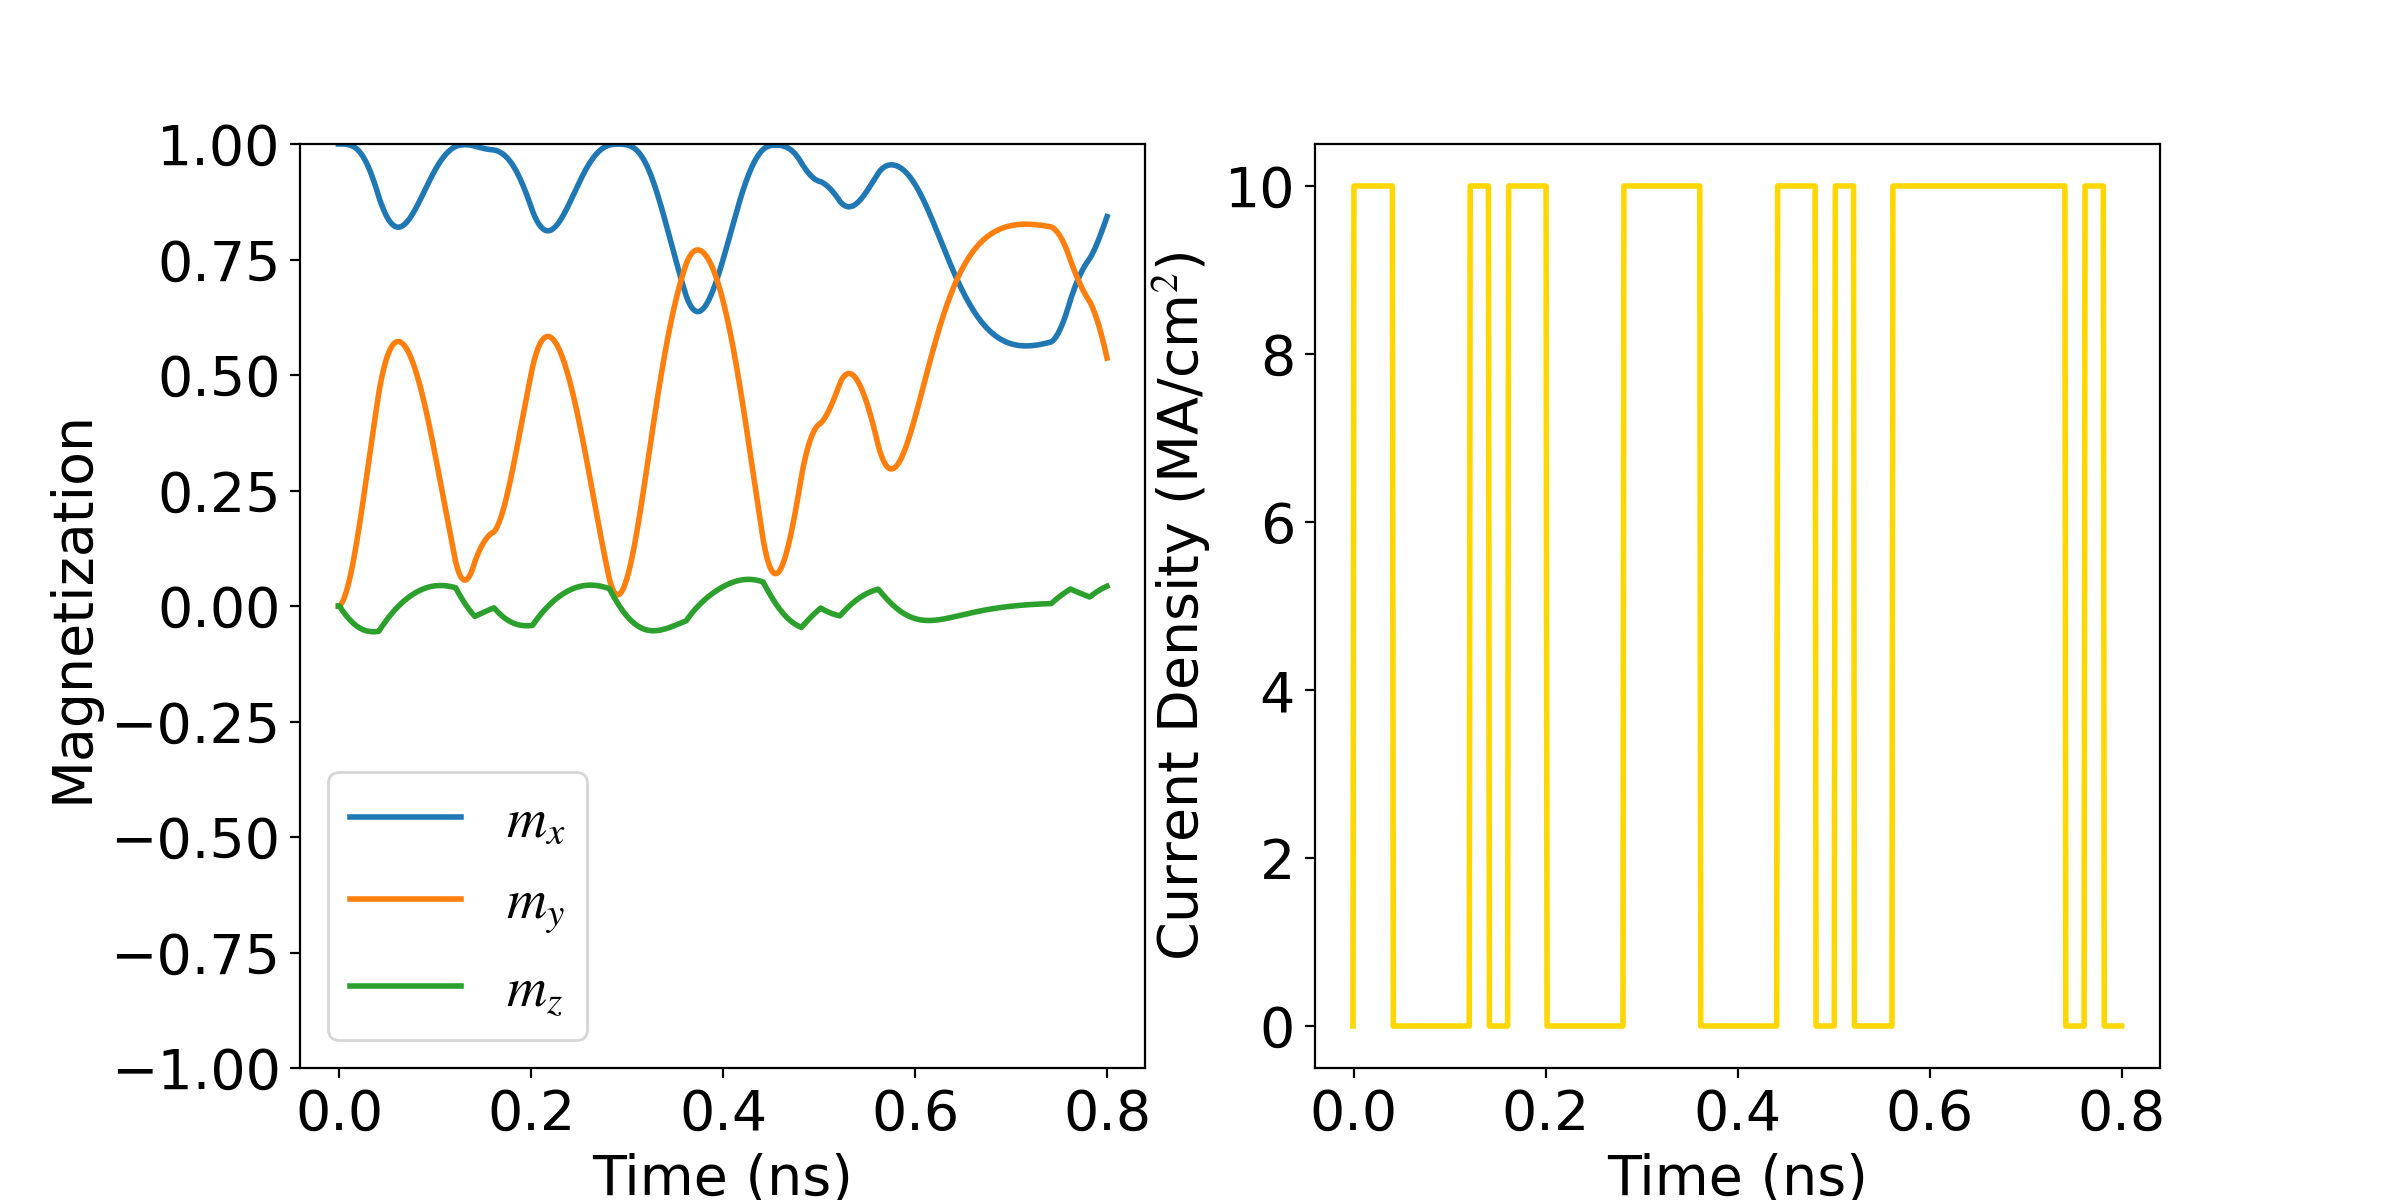 Magnetization
1.00
0.75
0.50
0.25
0.00
−0.25
−0.50
−0.75
−1.00
m_x
m_y
m_z
0.0 0.2 0.4 0.6 0.8
Time (ns)
Current Density (MA/cm²)
10
8
6
4
2
0
0.0 0.2 0.4 0.6 0.8
Time (ns)